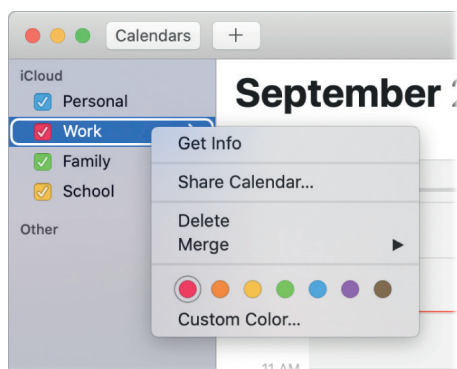 Calendars +
iCloud
September
Personal
Work
Family
School
Other
Get Info
Share Calendar...
Delete
Merge
Custom Color...
11 AM